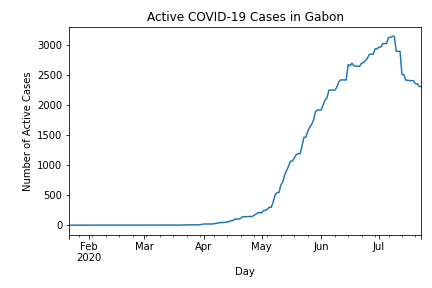 Active COVID-19 Cases in Gabon
Number of Active Cases
3000
2500
2000
1500
1000
500
0
Feb Mar Apr May Jun Jul
2020
Day